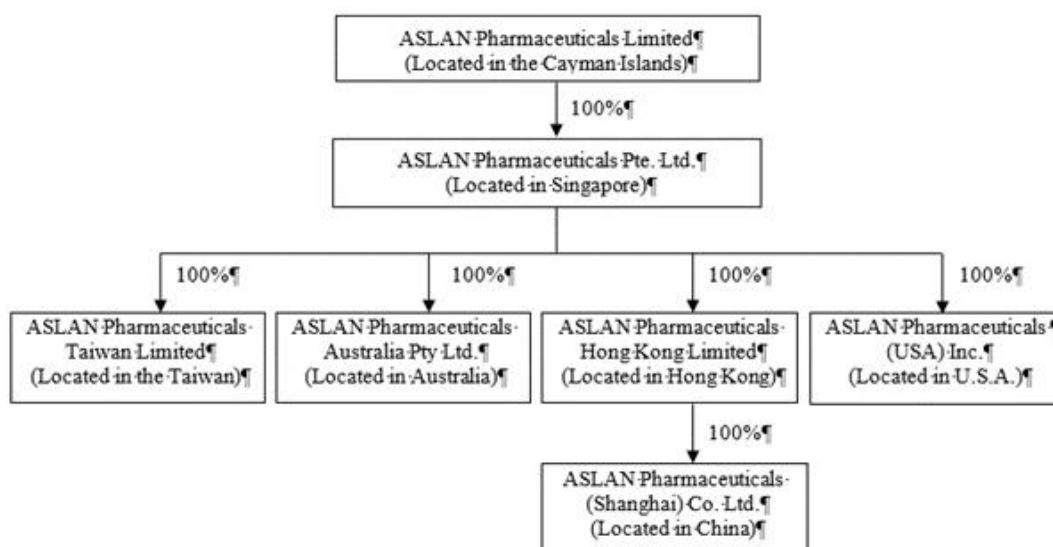 ASLAN·Pharmaceuticals·Limited¶
(Located·in·the·Cayman·Islands)¶
100%¶
ASLAN·Pharmaceuticals·Pte.·Ltd.¶
(Located·in·Singapore)¶
100%¶
100%¶
100%¶
100%¶
ASLAN·Pharmaceuticals·
Taiwan·Limited¶
(Located·in·the·Taiwan)¶
ASLAN·Pharmaceuticals·
Australia·Pty·Ltd.¶
(Located·in·Australia)¶
ASLAN·Pharmaceuticals·
Hong·Kong·Limited¶
(Located·in·Hong·Kong)¶
ASLAN·Pharmaceuticals·¶
(USA)·Inc.¶
(Located·in·U.S.A.)¶
100%¶
ASLAN·Pharmaceuticals·
(Shanghai)·Co.·Ltd.¶
(Located·in·China)¶